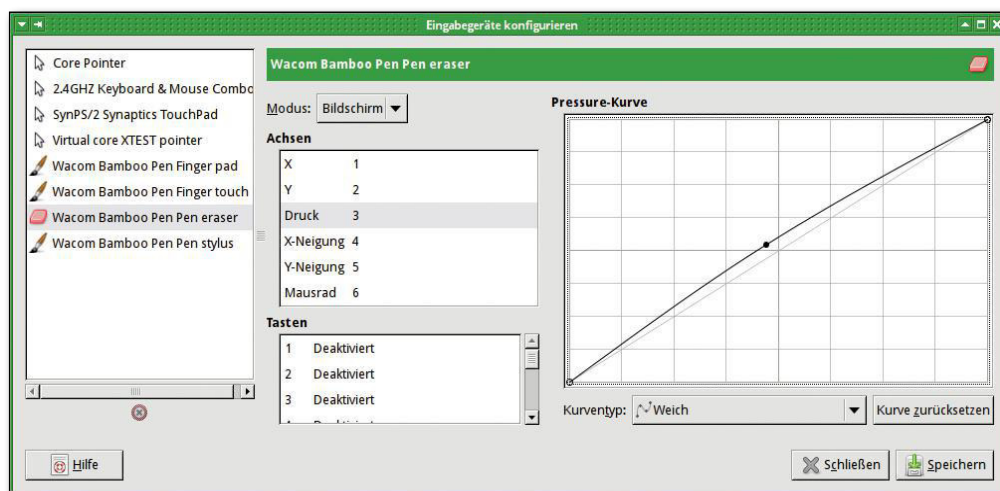 Eingabegeräte konfigurieren
Core Pointer
2.4GHZ Keyboard & Mouse Combo
SynPS/2 Synaptics TouchPad
Virtual core XTEST pointer
Wacom Bamboo Pen Finger pad
Wacom Bamboo Pen Finger touch
Wacom Bamboo Pen Pen eraser
Wacom Bamboo Pen Pen stylus
Wacom Bamboo Pen Pen eraser
Modus: Bildschirm
Achsen
X 1
Y 2
Druck 3
X-Neigung 4
Y-Neigung 5
Mausrad 6
Tasten
1 Deaktiviert
2 Deaktiviert
3 Deaktiviert
Pressure-Kurve
Kurventyp: Weich
Kurve zurücksetzen
Hilfe
Schließen
Speichern